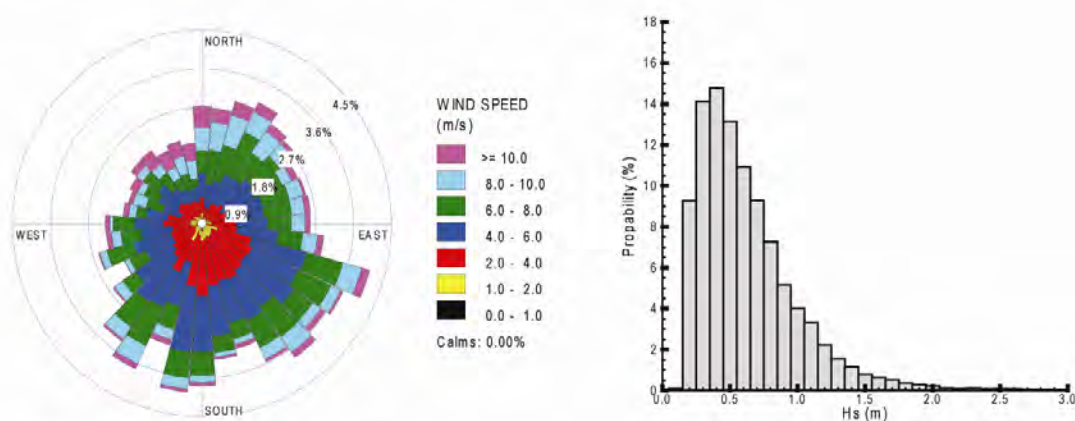 NORTH
4.5%
3.6%
2.7%
1.8%
0.9%
WEST
EAST
SOUTH
WIND SPEED
(m/s)
>= 10.0
8.0 - 10.0
6.0 - 8.0
4.0 - 6.0
2.0 - 4.0
1.0 - 2.0
0.0 - 1.0
Calms: 0.00%
Propability (%)
18
16
14
12
10
8
6
4
2
0
0.0 0.5 1.0 1.5 2.0 2.5 3.0
Hs (m)